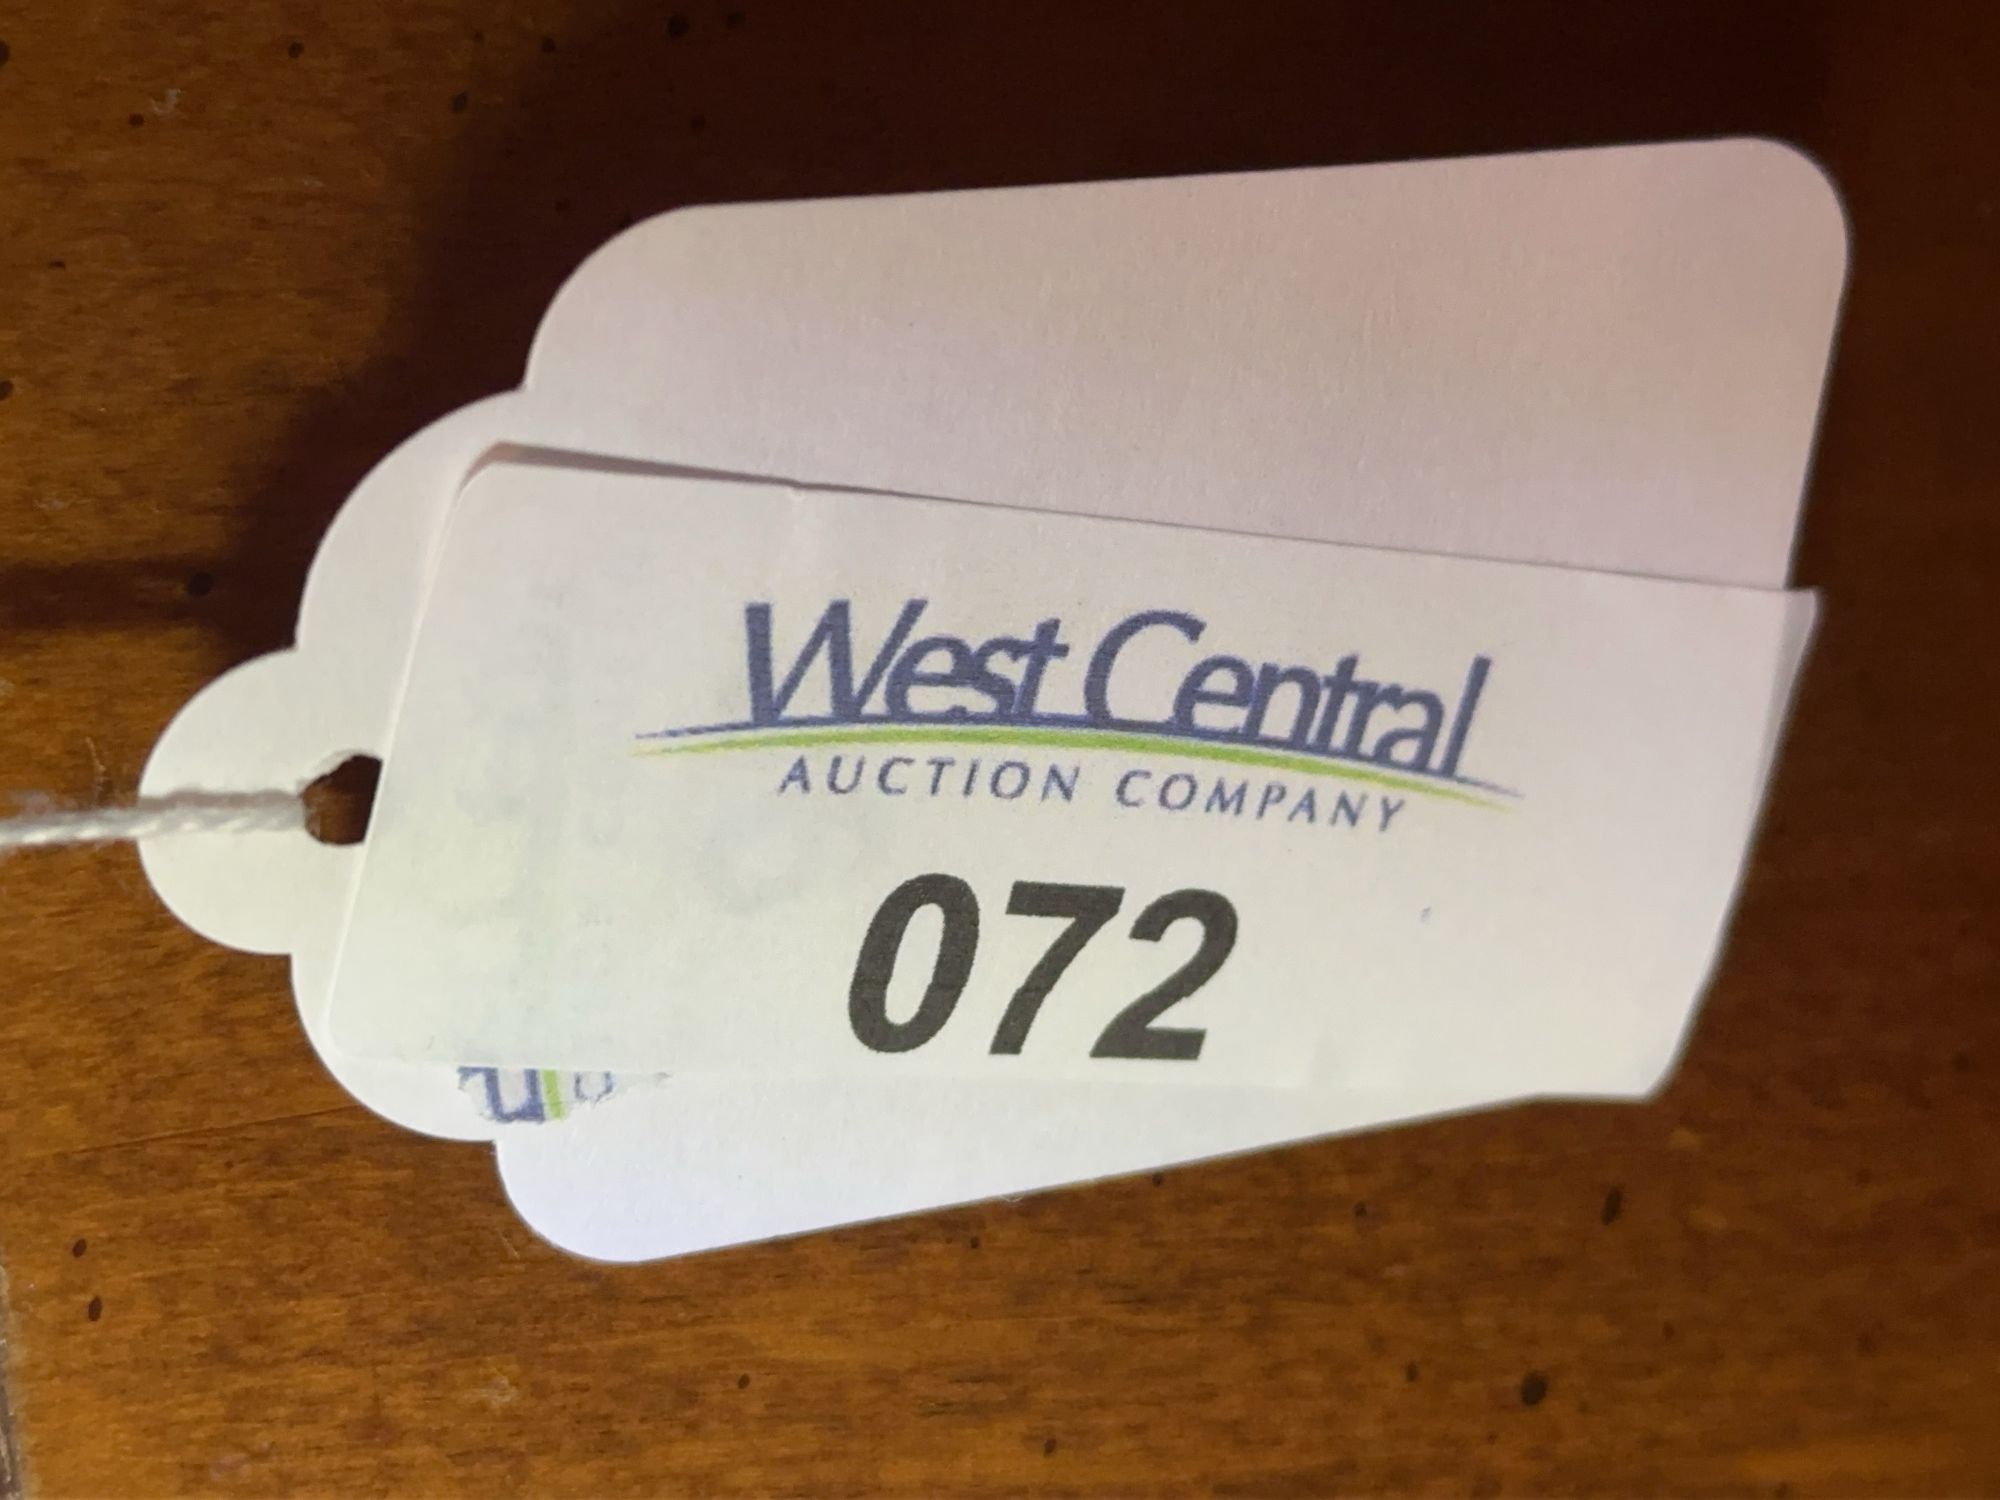 West Central
AUCTION COMPANY
072